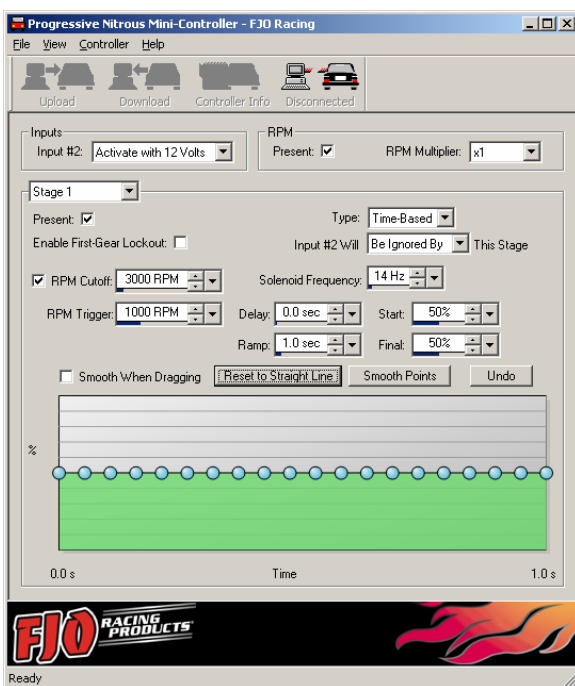 Progressive Nitrous Mini-Controller - FJO Racing
File View Controller Help
Upload Download Controller Info Disconnected
Inputs
Input #2: Activate with 12 Volts
RPM
Present: RPM Multiplier: x1
Stage 1
Present: Type: Time-Based
Enable First-Gear Lockout: Input #2 Will Be Ignored By This Stage
RPM Cutoff: 3000 RPM Solenoid Frequency: 14 Hz
RPM Trigger: 1000 RPM Delay: 0.0 sec Start: 50%
Ramp: 1.0 sec Final: 50%
Smooth When Dragging Reset to Straight Line Smooth Points Undo
%
0.0 s Time 1.0 s
FJO RACING PRODUCTS
Ready